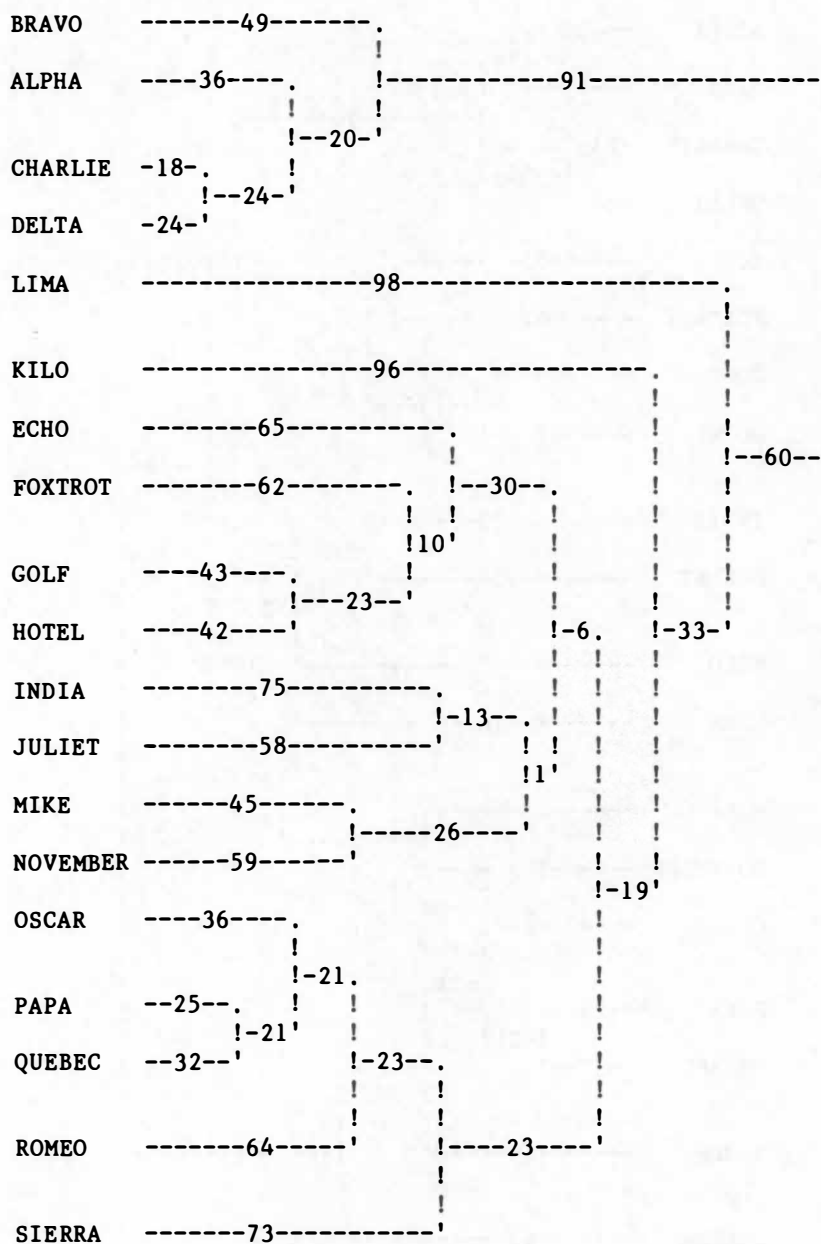 BRAVO -------49-------.
!
ALPHA ----36----. !-----------91----------------
! !
!--20-'
CHARLIE -18-. !
!--24-'
DELTA -24-'
LIMA ----------------98----------------------.
!
!
KILO ----------------96-----------------. !
! !
ECHO --------65-----------. ! !
! ! !--60--
FOXTROT --------62--------. !--30--. ! !
! ! ! ! !
!10' ! ! !
GOLF ----43----. ! ! ! !
!---23--' ! ! !
HOTEL ----42----' !-6. !-33-'
! ! !
INDIA --------75----------. ! ! !
!-13--. ! ! !
JULIET --------58----------' ! ! ! !
!1' ! !
MIKE ------45------. ! ! !
!-----26----' ! !
NOVEMBER ------59------' ! !
!-19'
OSCAR ----36----. !
! !
!-21. !
PAPA --25--. ! ! !
!-21' ! !
QUEBEC --32--' !-23--. !
! ! !
! ! !
ROMEO -------64-----' !----23----'
!
!
SIERRA -------73-----------'